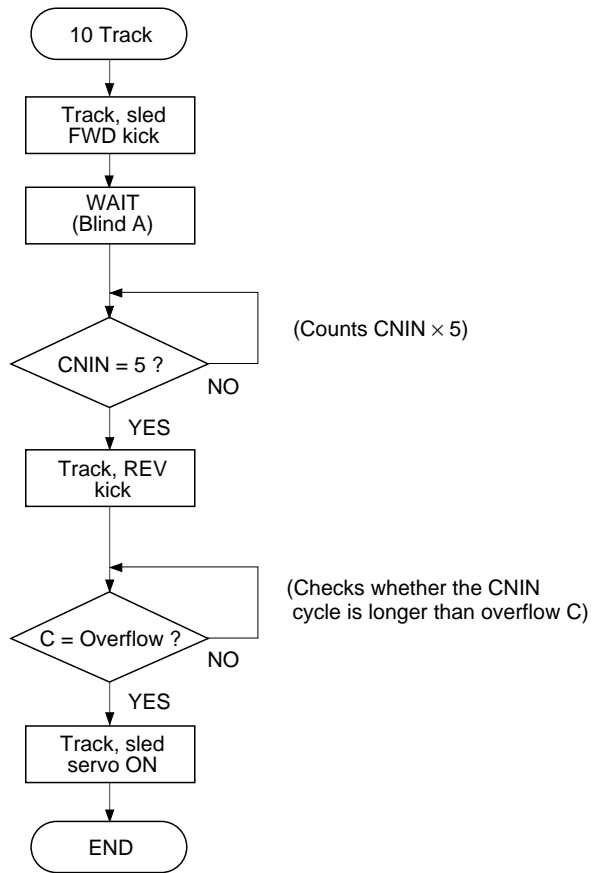 10 Track
Track, sled
FWD kick
WAIT
(Blind A)
(Counts CNIN × 5)
CNIN = 5 ?
NO
YES
Track, REV
kick
(Checks whether the CNIN
cycle is longer than overflow C)
C = Overflow ?
NO
YES
Track, sled
servo ON
END